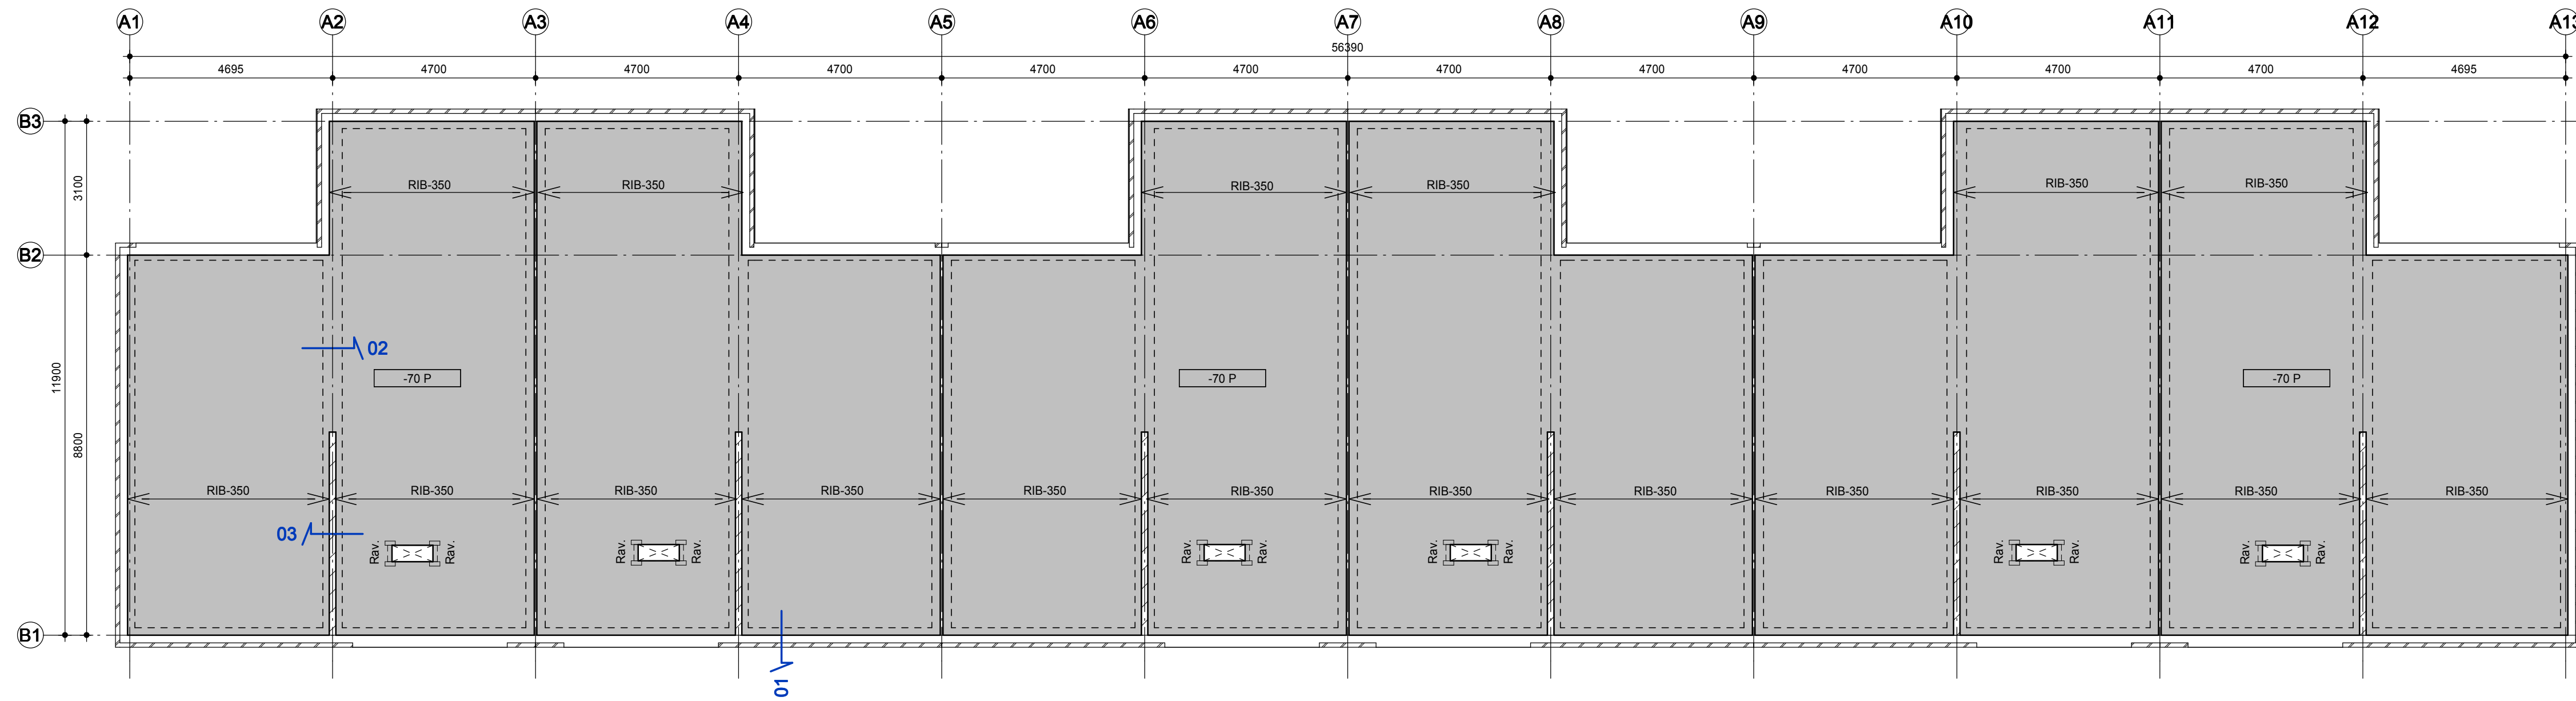 A1 A2 A3 A4 A5 A6 A7 A8 A9 A10 A11 A12 A13
56390
4695 4700 4700 4700 4700 4700 4700 4700 4700 4700 4700 4695
B3
3100
RIB-350 RIB-350 RIB-350 RIB-350 RIB-350 RIB-350
B2
02
11900
-70 P -70 P -70 P
8800
RIB-350 RIB-350 RIB-350 RIB-350 RIB-350 RIB-350 RIB-350 RIB-350 RIB-350 RIB-350 RIB-350 RIB-350
03
Rav. Rav. Rav. Rav. Rav. Rav. Rav. Rav. Rav. Rav. Rav. Rav.
B1
01